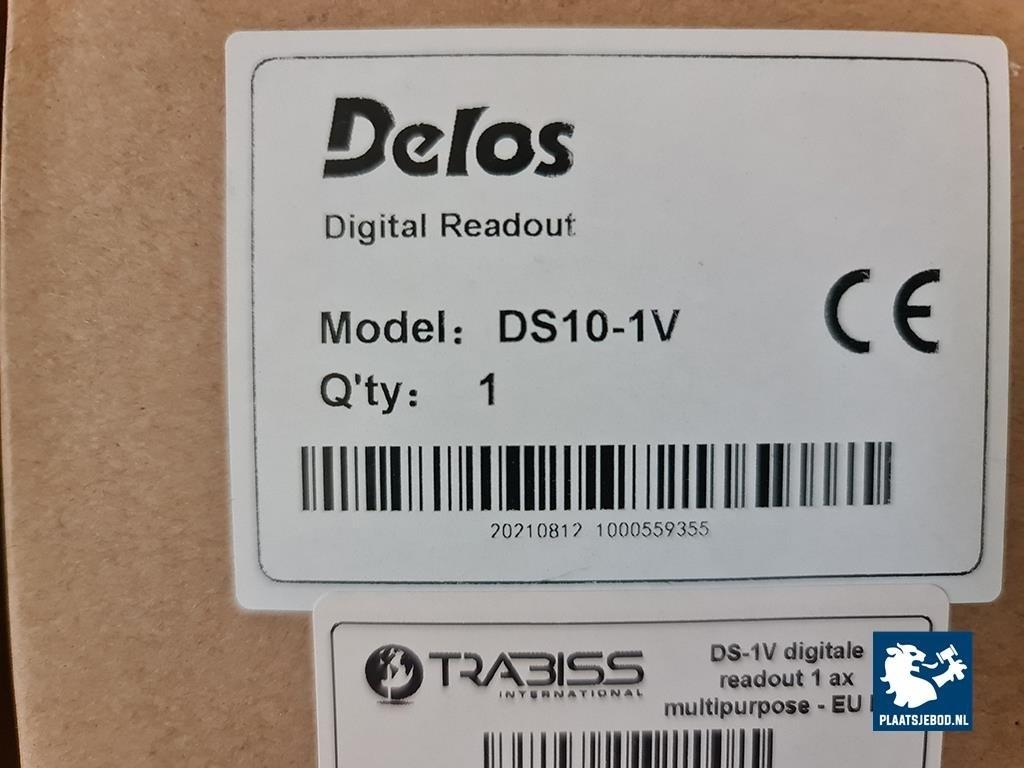 Delos
Digital Readout
Model: DS10-1V
Q'ty: 1
CE
20210812 1000559355
TRABISS
INTERNATIONAL
DS-1V digitale
readout 1 ax
multipurpose - EU
PLAATSJEBOD.NL